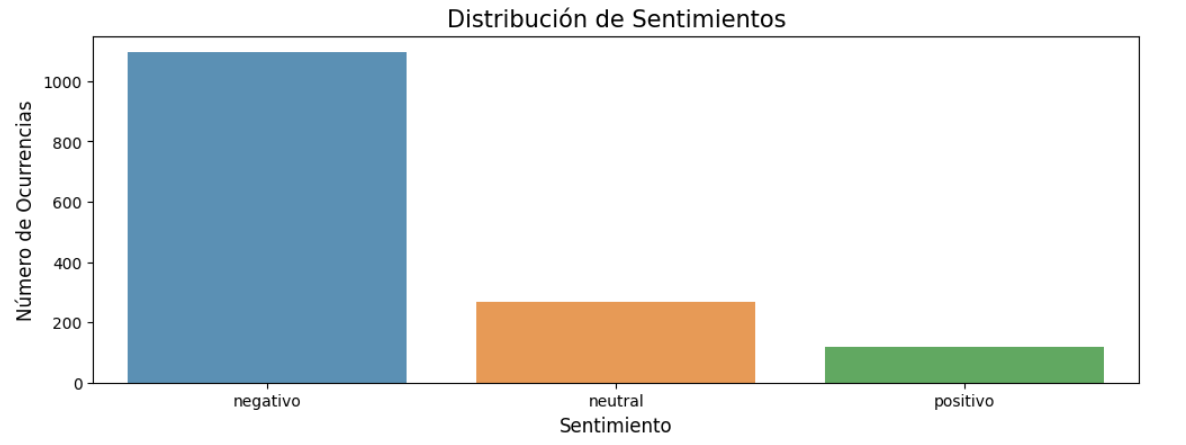 Distribución de Sentimientos
Número de Ocurrencias
1000
800
600
400
200
0
negativo neutral positivo
Sentimiento